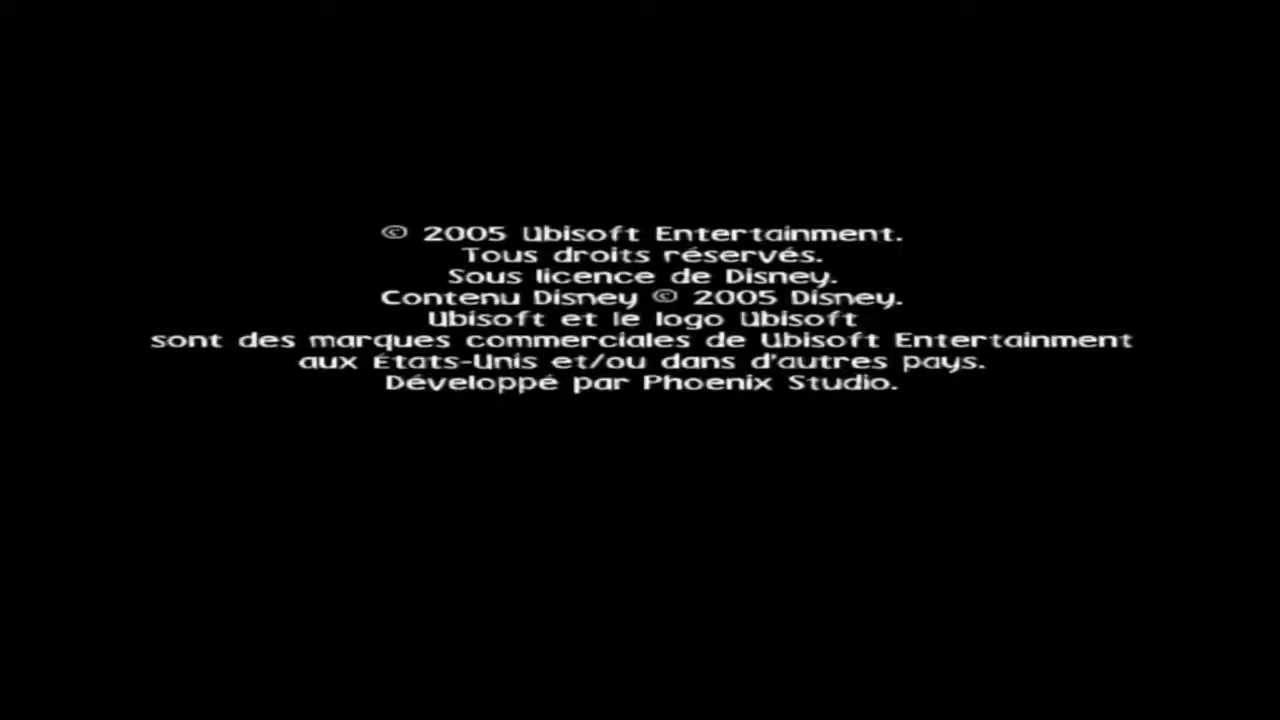 © 2005 Ubisoft Entertainment.
Tous droits réservés.
Sous licence de Disney.
Contenu Disney © 2005 Disney.
Ubisoft et le logo Ubisoft
sont des marques commerciales de Ubisoft Entertainment
aux États-Unis et/ou dans d'autres pays.
Développé par Phoenix Studio.